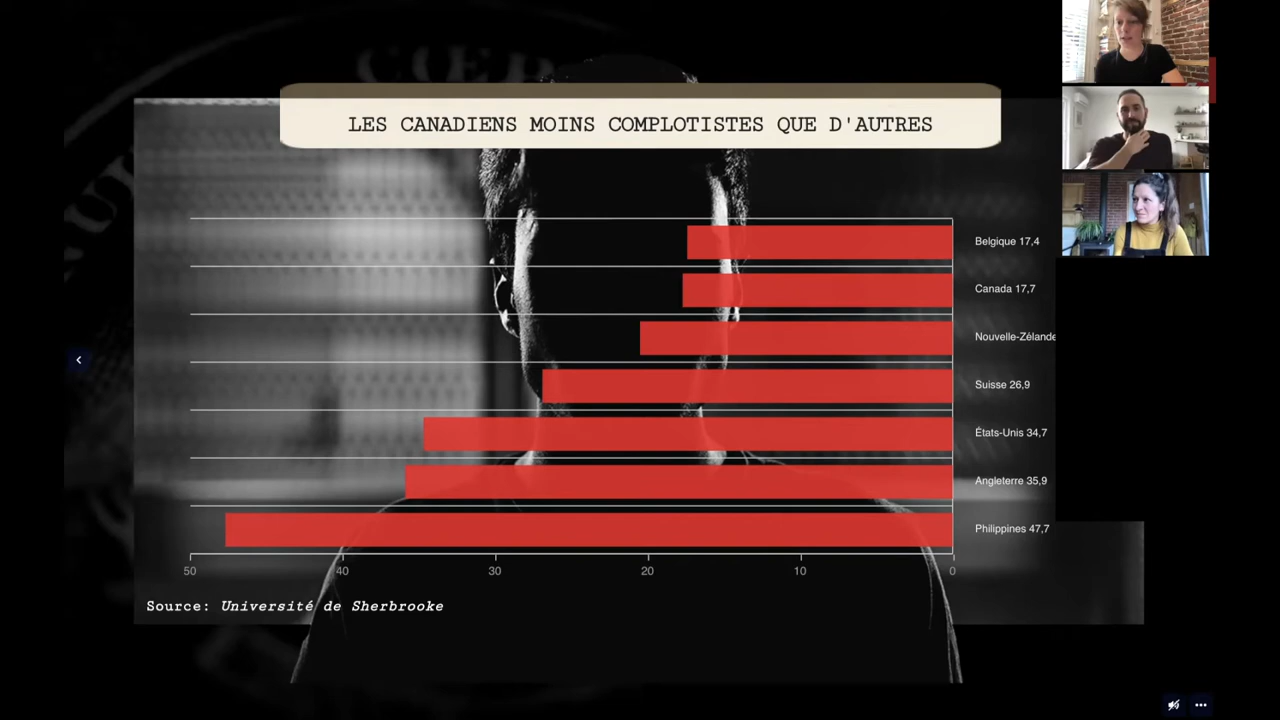 LES CANADIENS MOINS COMPLOTISTES QUE D'AUTRES
Belgique 17,4
Canada 17,7
Nouvelle-Zélande
Suisse 26,9
États-Unis 34,7
Angleterre 35,9
Philippines 47,7
50 40 30 20 10 0
Source: Université de Sherbrooke